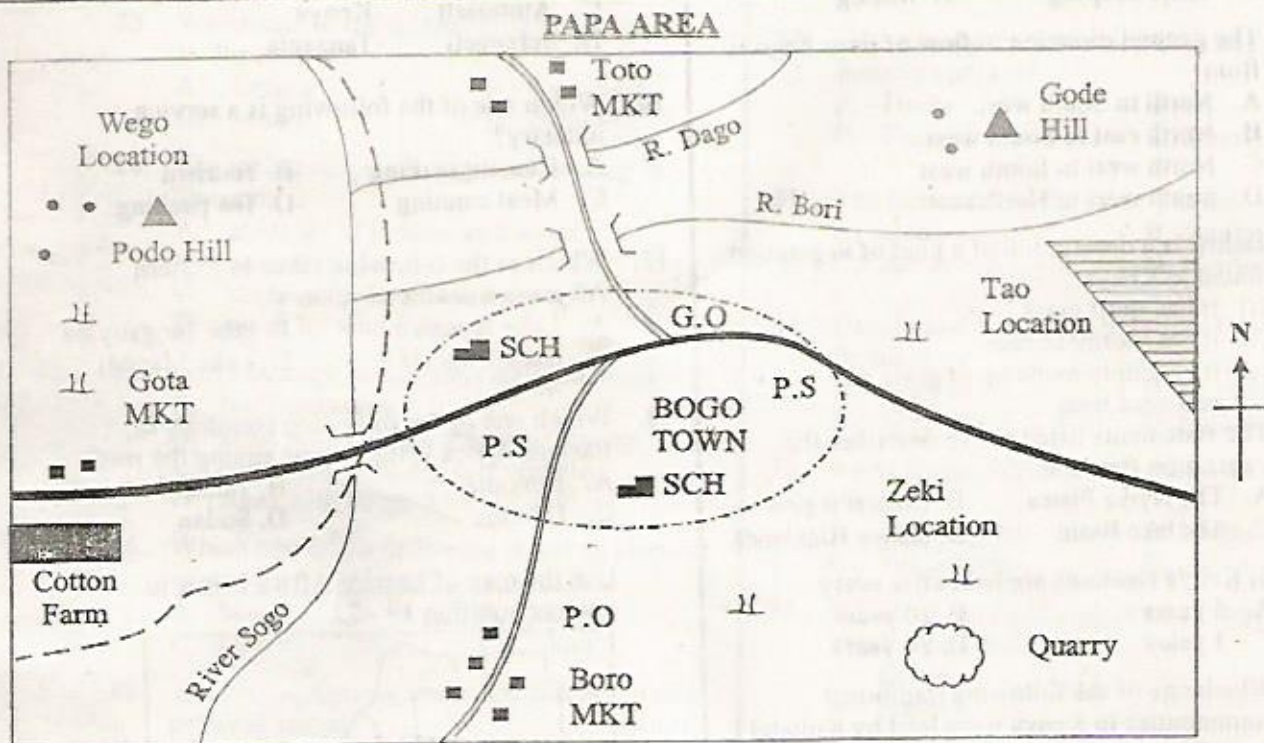 PAPA AREA
Toto
MKT
Gode
Hill
Wego
Location
R. Dago
Podo Hill
R. Bori
Tao
Location
N
G.O
SCH
Gota
MKT
P.S
BOGO
TOWN
P.S
SCH
Zeki
Location
Cotton
Farm
River Sogo
P.O
Quarry
Boro
MKT